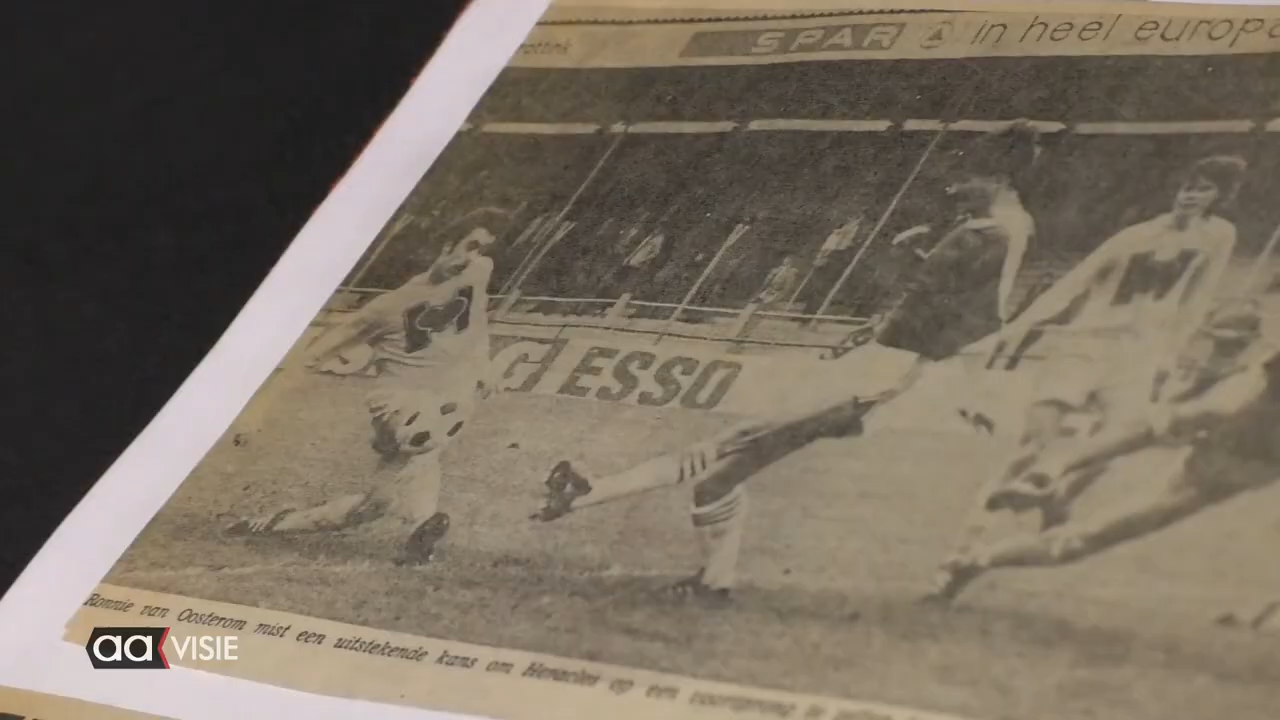 SPAR in heel europa
ESSO
Ronnie van Oosterom mist een uitstekende kans om Heracles op een voorsprong te
aa VISIE